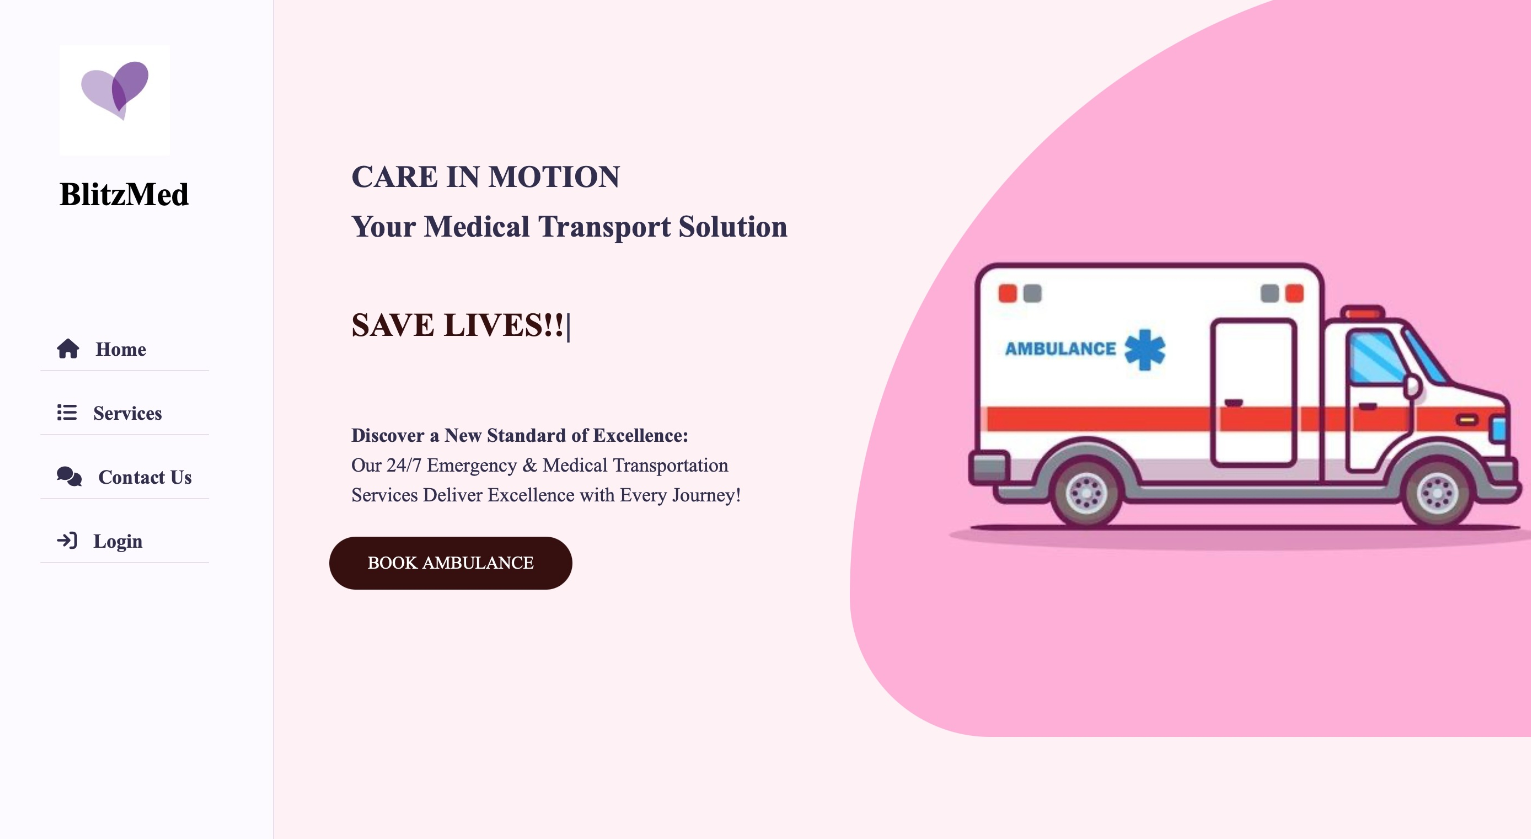 BlitzMed
Home
Services
Contact Us
Login
CARE IN MOTION
Your Medical Transport Solution
SAVE LIVES!!|
Discover a New Standard of Excellence:
Our 24/7 Emergency & Medical Transportation
Services Deliver Excellence with Every Journey!
BOOK AMBULANCE
AMBULANCE